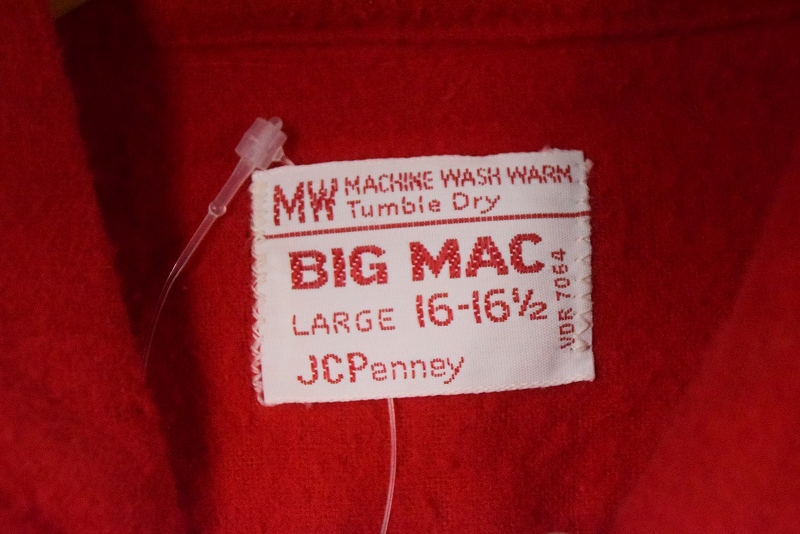 MW MACHINE WASH WARM
Tumble Dry
BIG MAC
LARGE 16-16½
JCPenney
VDR 7064